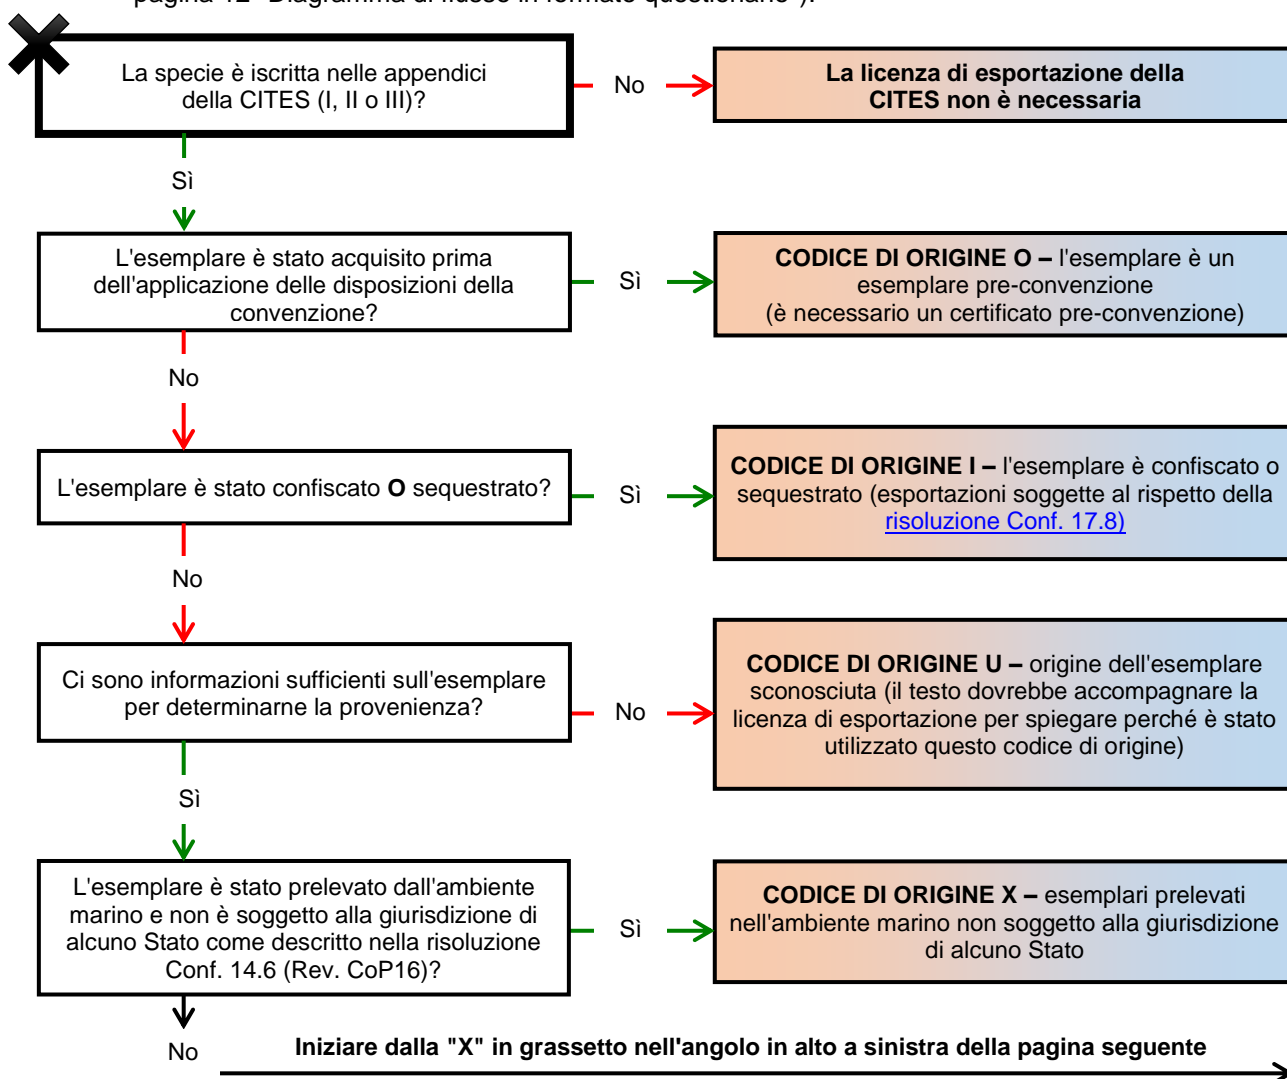 pagina 12 "Diagramma di flusso in formato questionario").
La specie è iscritta nelle appendici
della CITES (I, II o III)?
No
La licenza di esportazione della
CITES non è necessaria
Sì
L'esemplare è stato acquisito prima
dell'applicazione delle disposizioni della
convenzione?
Sì
CODICE DI ORIGINE O – l'esemplare è un
esemplare pre-convenzione
(è necessario un certificato pre-convenzione)
No
L'esemplare è stato confiscato O sequestrato?
Sì
CODICE DI ORIGINE I – l'esemplare è confiscato o
sequestrato (esportazioni soggette al rispetto della
risoluzione Conf. 17.8)
No
Ci sono informazioni sufficienti sull'esemplare
per determinarne la provenienza?
No
CODICE DI ORIGINE U – origine dell'esemplare
sconosciuta (il testo dovrebbe accompagnare la
licenza di esportazione per spiegare perché è stato
utilizzato questo codice di origine)
Sì
L'esemplare è stato prelevato dall'ambiente
marino e non è soggetto alla giurisdizione di
alcuno Stato come descritto nella risoluzione
Conf. 14.6 (Rev. CoP16)?
Sì
CODICE DI ORIGINE X – esemplari prelevati
nell'ambiente marino non soggetto alla giurisdizione
di alcuno Stato
No
Iniziare dalla "X" in grassetto nell'angolo in alto a sinistra della pagina seguente